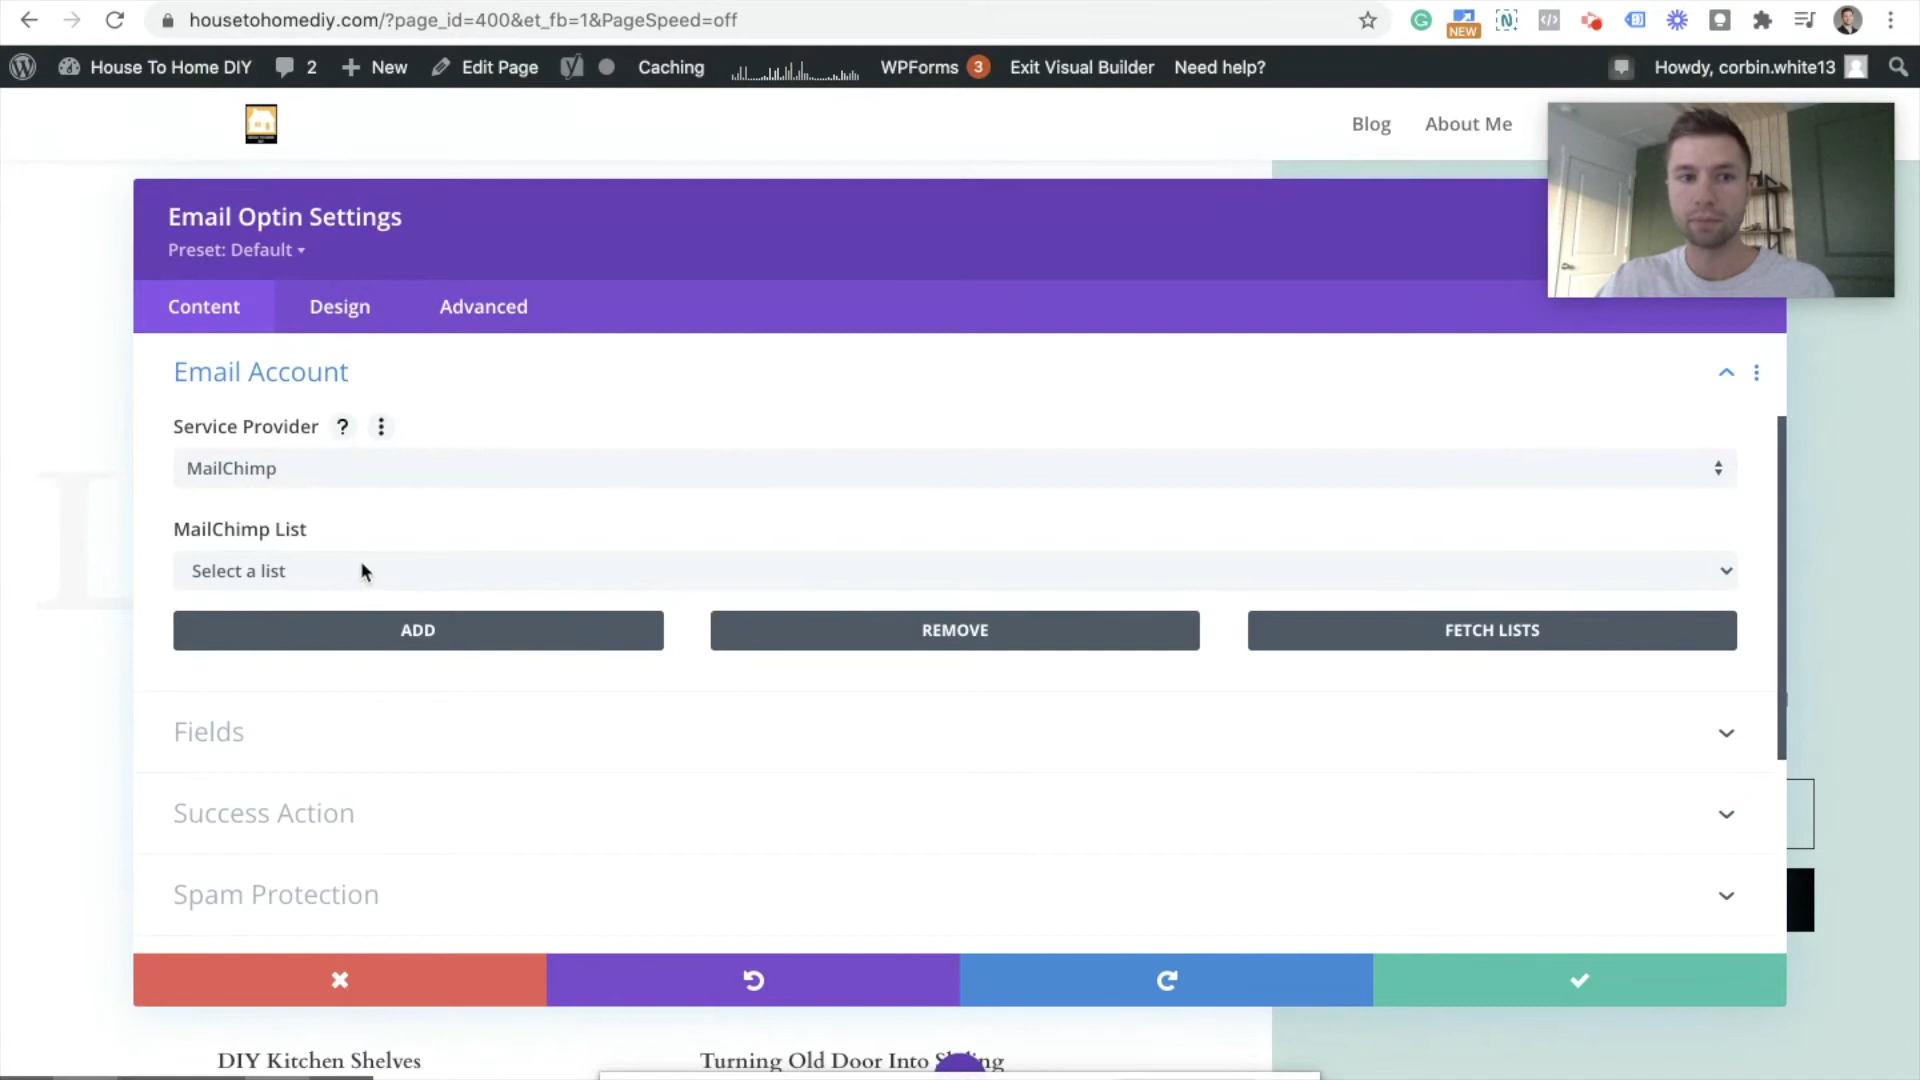 housetohomediy.com/?page_id=400&et_fb=1&PageSpeed=off
NEW
House To Home DIY 2 New Edit Page Caching WPForms 3 Exit Visual Builder Need help? Howdy, corbin.white13
Blog About Me
Email Optin Settings
Preset: Default
Content Design Advanced
Email Account
Service Provider ?
MailChimp
MailChimp List
Select a list
ADD REMOVE FETCH LISTS
Fields
Success Action
Spam Protection
DIY Kitchen Shelves Turning Old Door Into